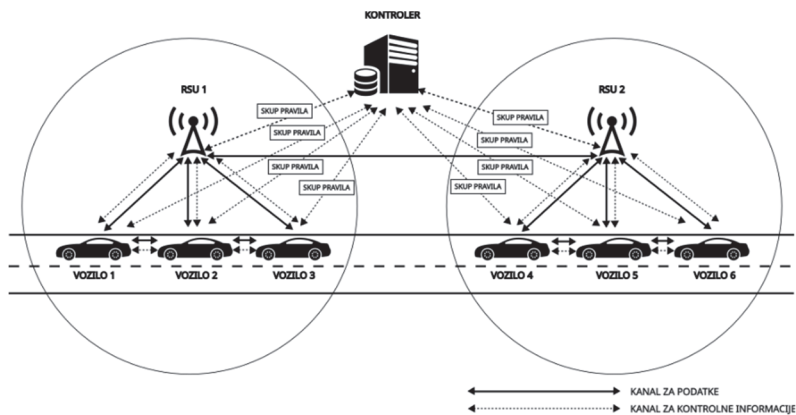 KONTROLER
RSU 1
RSU 2
SKUP PRAVILA
SKUP PRAVILA
SKUP PRAVILA
SKUP PRAVILA
SKUP PRAVILA
SKUP PRAVILA
SKUP PRAVILA
SKUP PRAVILA
VOZILO 1
VOZILO 2
VOZILO 3
VOZILO 4
VOZILO 5
VOZILO 6
KANAL ZA PODATKE
KANAL ZA KONTROLNE INFORMACIJE